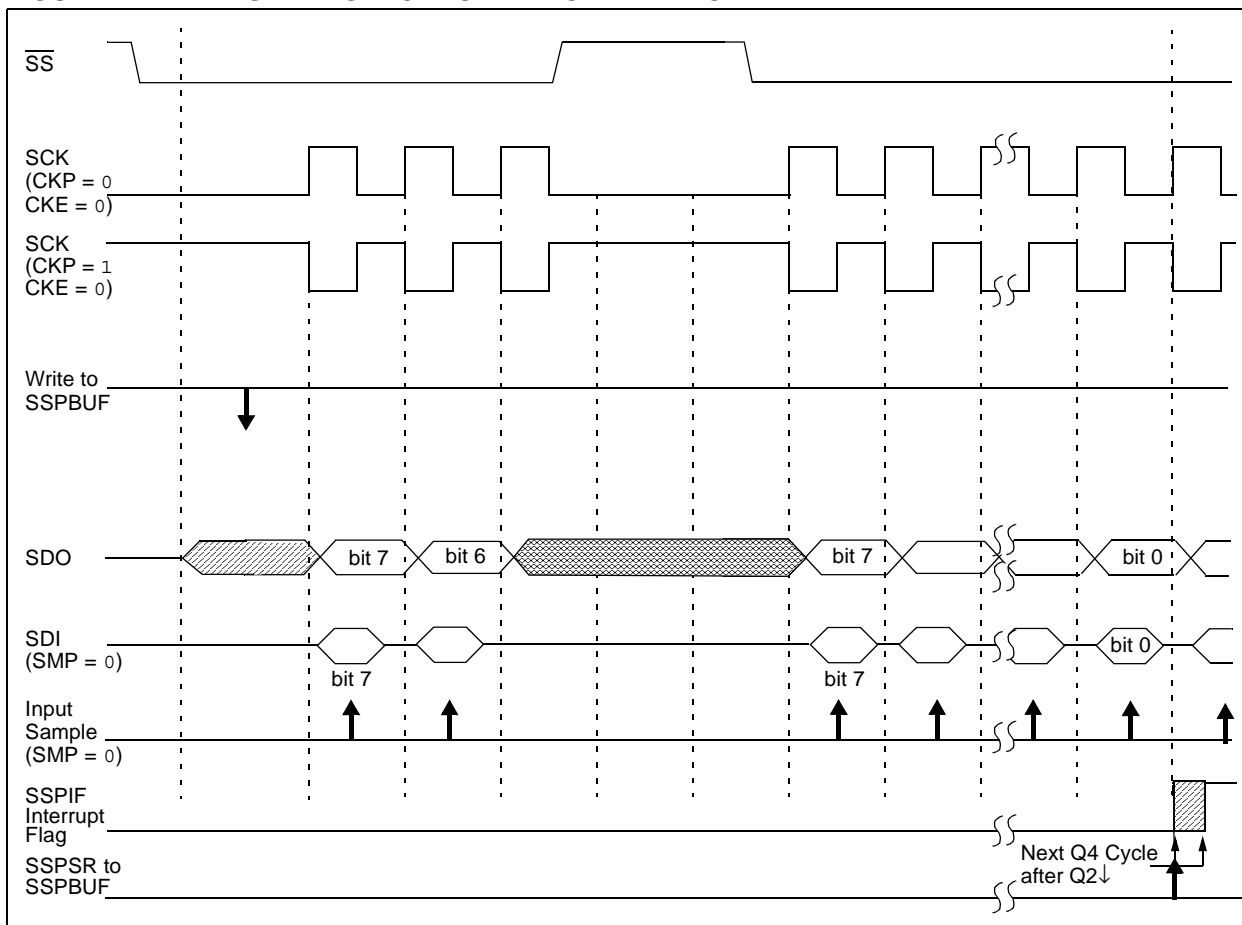 SS
SCK
(CKP = 0
CKE = 0)
SCK
(CKP = 1
CKE = 0)
Write to
SSPBUF
SDO
bit 7
bit 6
bit 7
bit 0
SDI
(SMP = 0)
bit 7
bit 7
bit 0
Input
Sample
(SMP = 0)
SSPIF
Interrupt
Flag
SSPSR to
SSPBUF
Next Q4 Cycle
after Q2↓